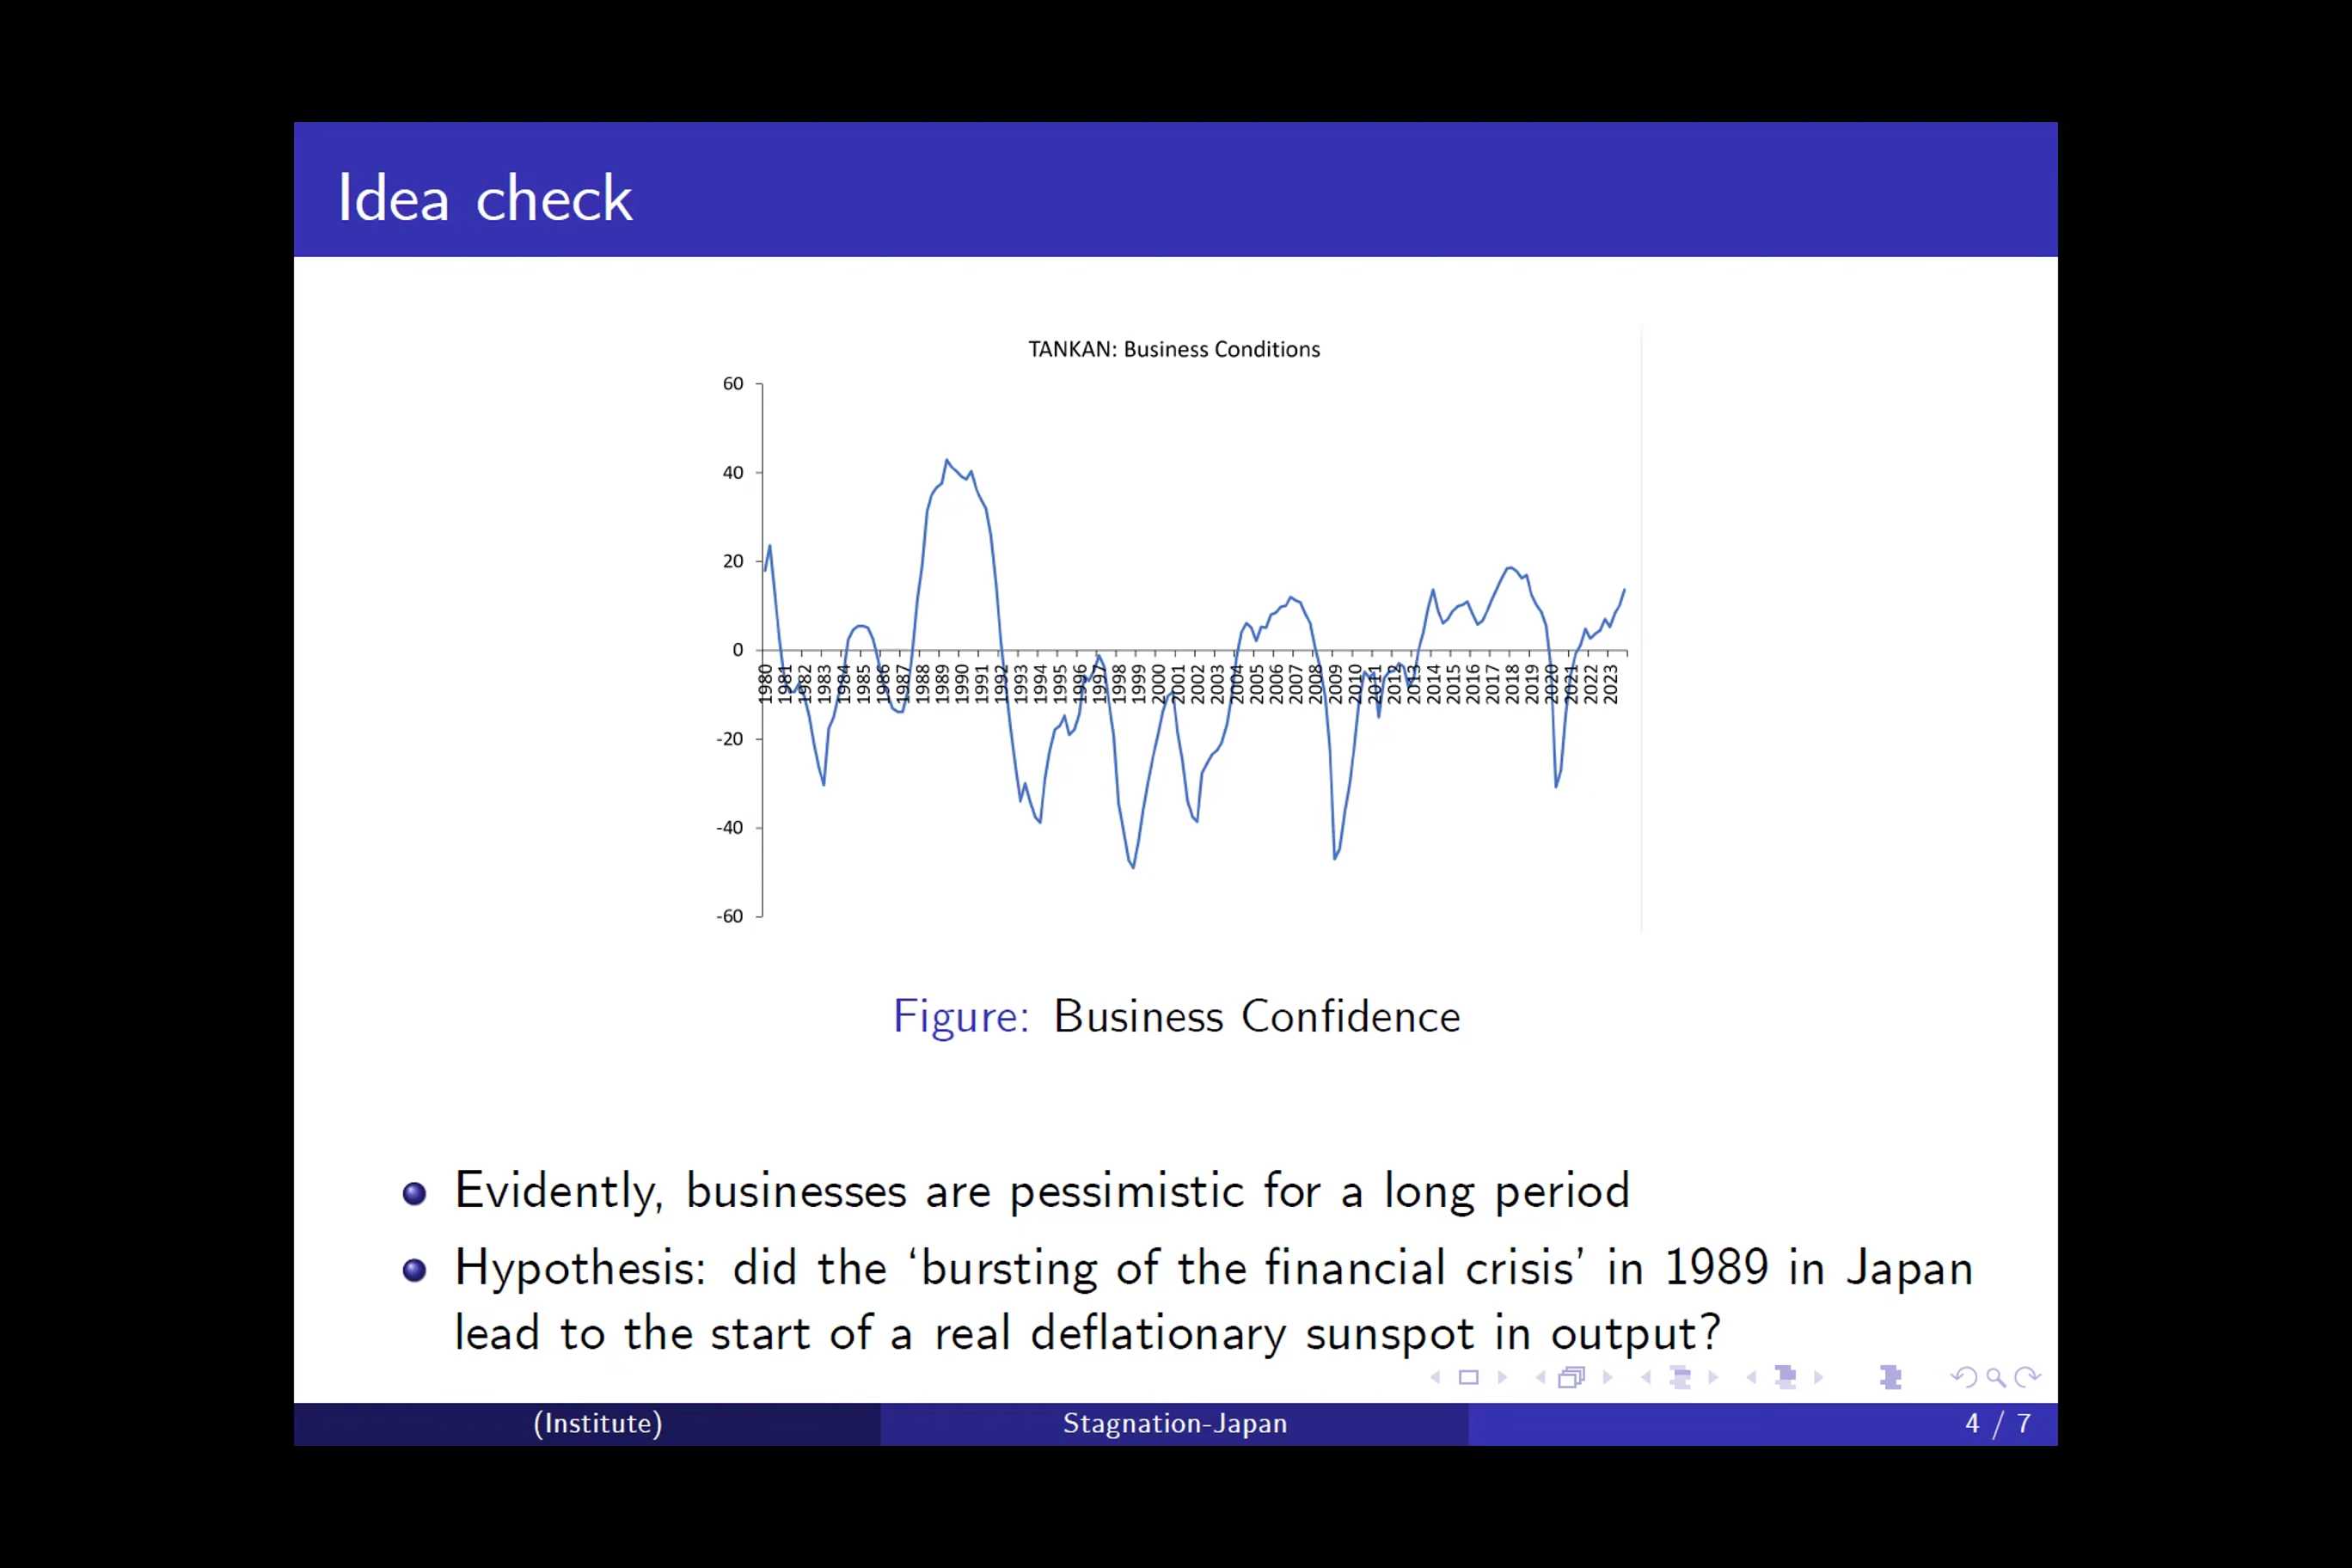 Idea check
TANKAN: Business Conditions
60
40
20
0
-20
-40
-60
1980 1981 1982 1983 1984 1985 1986 1987 1988 1989 1990 1991 1992 1993 1994 1995 1996 1997 1998 1999 2000 2001 2002 2003 2004 2005 2006 2007 2008 2009 2010 2011 2012 2013 2014 2015 2016 2017 2018 2019 2020 2021 2022 2023
Figure: Business Confidence
Evidently, businesses are pessimistic for a long period
Hypothesis: did the ‘bursting of the financial crisis’ in 1989 in Japan
lead to the start of a real deflationary sunspot in output?
(Institute) Stagnation-Japan 4 / 7